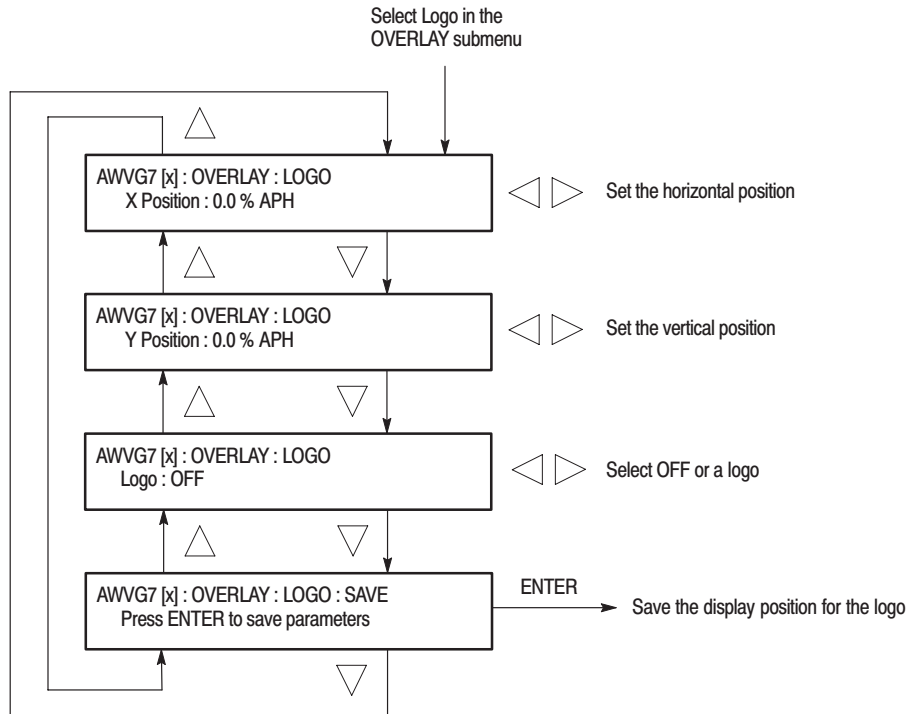 Select Logo in the
OVERLAY submenu
AWVG7 [x] : OVERLAY : LOGO
X Position : 0.0 % APH
Set the horizontal position
AWVG7 [x] : OVERLAY : LOGO
Y Position : 0.0 % APH
Set the vertical position
AWVG7 [x] : OVERLAY : LOGO
Logo : OFF
Select OFF or a logo
AWVG7 [x] : OVERLAY : LOGO : SAVE
Press ENTER to save parameters
ENTER
Save the display position for the logo